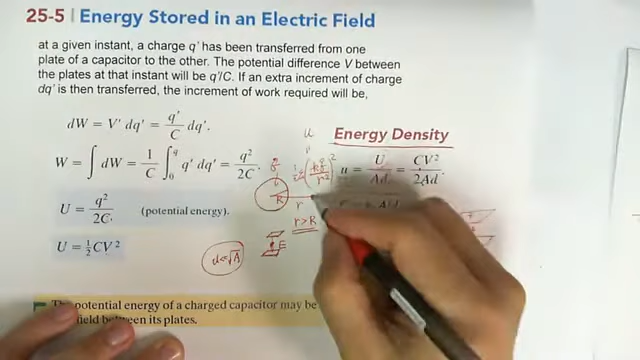 25-5 | Energy Stored in an Electric Field
at a given instant, a charge q′ has been transferred from one
plate of a capacitor to the other. The potential difference V between
the plates at that instant will be q′/C. If an extra increment of charge
dq′ is then transferred, the increment of work required will be,
dW = V′ dq′ = q′/C dq′.
W = ∫ dW = 1/C ∫₀^q q′ dq′ = q²/2C.
U = q²/2C. (potential energy).
U = ½CV²
u
Energy Density
u = U/Ad = CV²/2Ad.
R
r
r>R
E
d≪√A
potential energy of a charged capacitor may be
field between its plates.